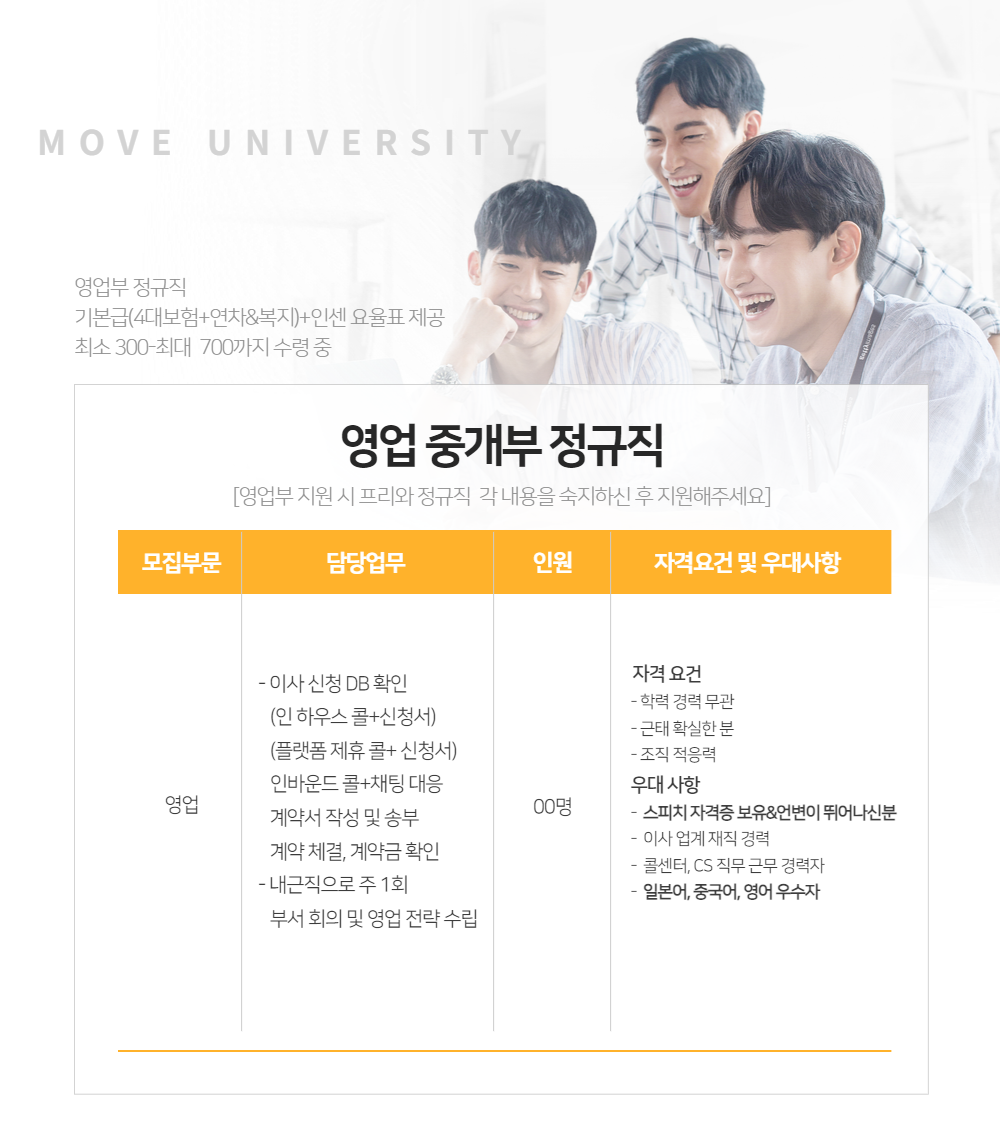 MOVE UNIVERSITY
영업부 정규직
기본급(4대보험+연차&복지)+인센 요율표 제공
최소 300-최대 700까지 수령 중
영업 중개부 정규직
[영업부 지원 시 프리와 정규직 각 내용을 숙지하신 후 지원해주세요]
모집부문 담당업무 인원 자격요건 및 우대사항
영업
- 이사 신청 DB 확인
(인 하우스 콜+신청서)
(플랫폼 제휴 콜+ 신청서)
인바운드 콜+채팅 대응
계약서 작성 및 송부
계약 체결, 계약금 확인
- 내근직으로 주 1회
부서 회의 및 영업 전략 수립
00명
자격 요건
- 학력 경력 무관
- 근태 확실한 분
- 조직 적응력
우대 사항
- 스피치 자격증 보유&언변이 뛰어나신분
- 이사 업계 재직 경력
- 콜센터, CS 직무 근무 경력자
- 일본어, 중국어, 영어 우수자